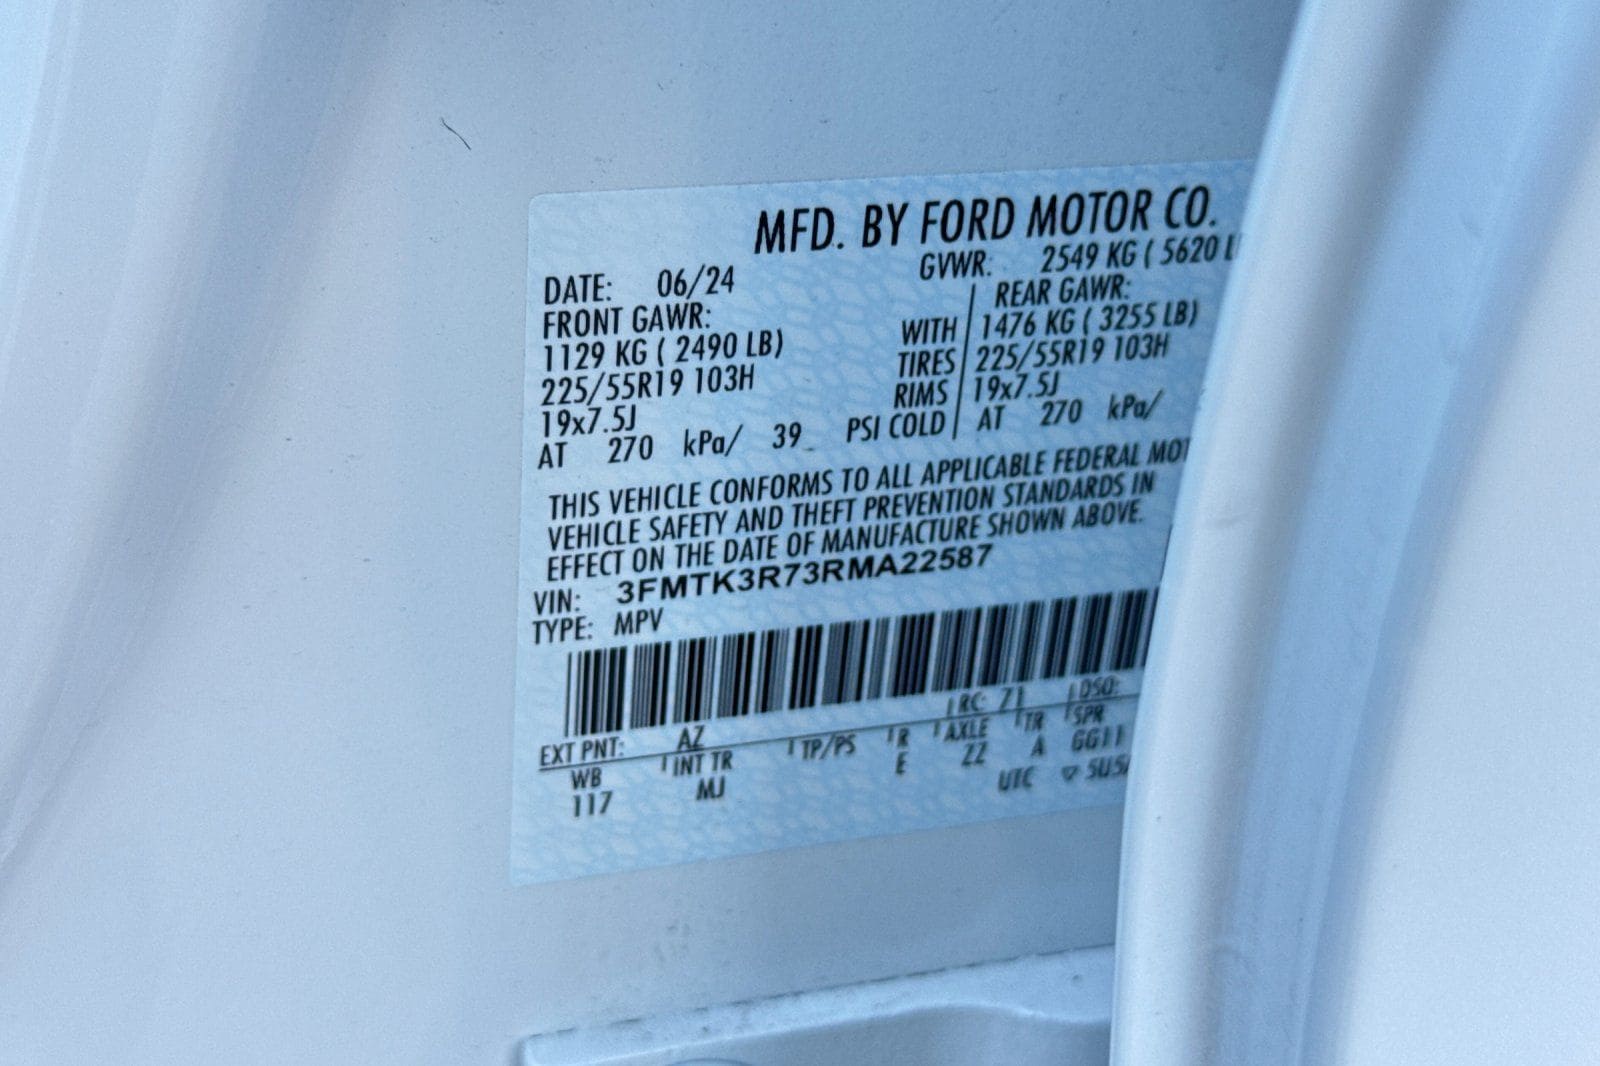 MFD. BY FORD MOTOR CO.
DATE: 06/24 GVWR: 2549 KG ( 5620
FRONT GAWR: REAR GAWR:
1129 KG ( 2490 LB) WITH 1476 KG ( 3255 LB)
225/55R19 103H TIRES 225/55R19 103H
19x7.5J RIMS 19x7.5J
AT 270 kPa/ 39 PSI COLD AT 270 kPa/
THIS VEHICLE CONFORMS TO ALL APPLICABLE FEDERAL MOT
VEHICLE SAFETY AND THEFT PREVENTION STANDARDS IN
EFFECT ON THE DATE OF MANUFACTURE SHOWN ABOVE.
VIN: 3FMTK3R73RMA22587
TYPE: MPV
EXT PNT: AZ RC: 71 DSO:
WB INT TR TP/PS R AXLE TR SPR
117 MJ E ZZ A GG11
UTC